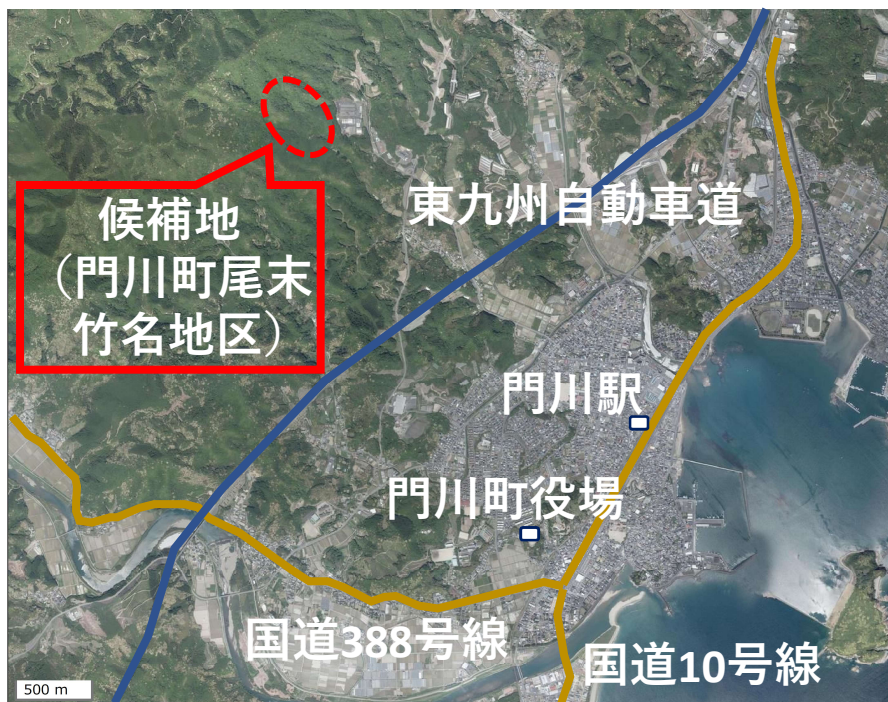 東九州自動車道
候補地
（門川町尾末
竹名地区）
門川駅
門川町役場
国道388号線
国道10号線
500 m